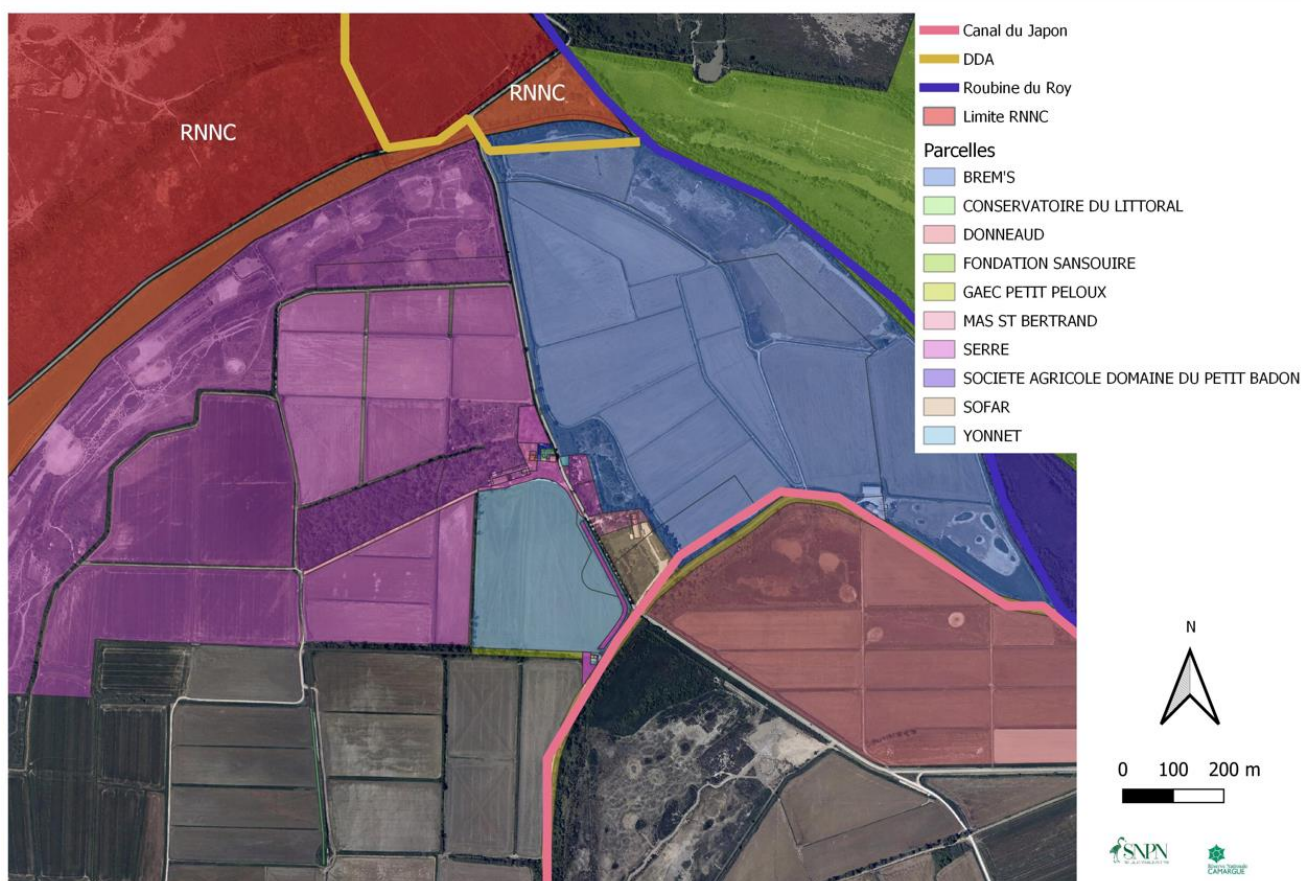 RNNC
RNNC
Canal du Japon
DDA
Roubine du Roy
Limite RNNC
Parcelles
BREM'S
CONSERVATOIRE DU LITTORAL
DONNEAUD
FONDATION SANSOUIRE
GAEC PETIT PELOUX
MAS ST BERTRAND
SERRE
SOCIETE AGRICOLE DOMAINE DU PETIT BADON
SOFAR
YONNET
N
0 100 200 m
SNPN
CAMARGUE